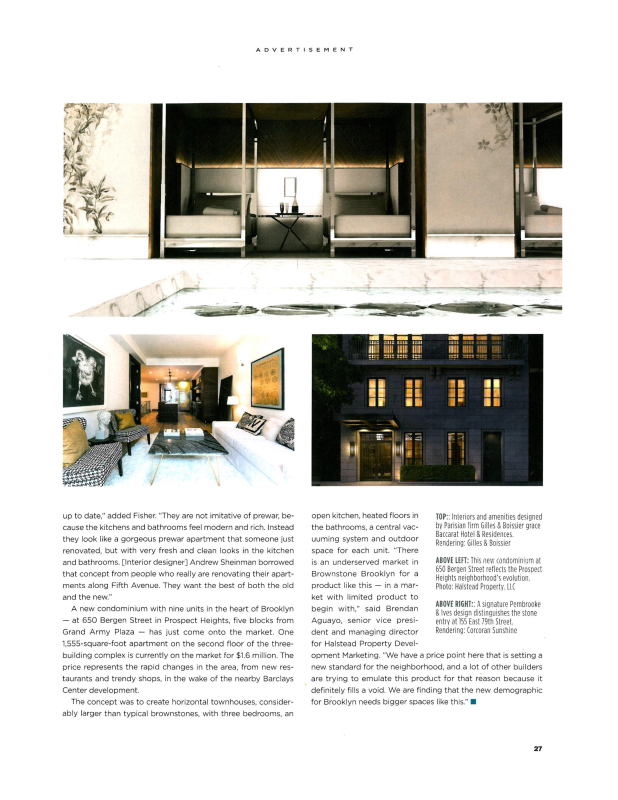 ADVERTISEMENT
up to date,” added Fisher. “They are not imitative of prewar, be-
cause the kitchens and bathrooms feel modern and rich. Instead
they look like a gorgeous prewar apartment that someone just
renovated, but with very fresh and clean looks in the kitchen
and bathrooms. [Interior designer] Andrew Sheinman borrowed
that concept from people who really are renovating their apart-
ments along Fifth Avenue. They want the best of both the old
and the new.”
A new condominium with nine units in the heart of Brooklyn
— at 650 Bergen Street in Prospect Heights, five blocks from
Grand Army Plaza — has just come onto the market. One
1,555-square-foot apartment on the second floor of the three-
building complex is currently on the market for $1.6 million. The
price represents the rapid changes in the area, from new res-
taurants and trendy shops, in the wake of the nearby Barclays
Center development.
The concept was to create horizontal townhouses, consider-
ably larger than typical brownstones, with three bedrooms, an
open kitchen, heated floors in
the bathrooms, a central vac-
uuming system and outdoor
space for each unit. “There
is an underserved market in
Brownstone Brooklyn for a
product like this — in a mar-
ket with limited product to
begin with,” said Brendan
Aguayo, senior vice presi-
dent and managing director
for Halstead Property Devel-
opment Marketing. “We have a price point here that is setting a
new standard for the neighborhood, and a lot of other builders
are trying to emulate this product for that reason because it
definitely fills a void. We are finding that the new demographic
for Brooklyn needs bigger spaces like this.”
TOP:: Interiors and amenities designed
by Parisian firm Gilles & Boissier grace
Baccarat Hotel & Residences.
Rendering: Gilles & Boissier
ABOVE LEFT: This new condominium at
650 Bergen Street reflects the Prospect
Heights neighborhood’s evolution.
Photo: Halstead Property, LLC
ABOVE RIGHT:: A signature Pembrooke
& Ives design distinguishes the stone
entry at 155 East 79th Street.
Rendering: Corcoran Sunshine
27